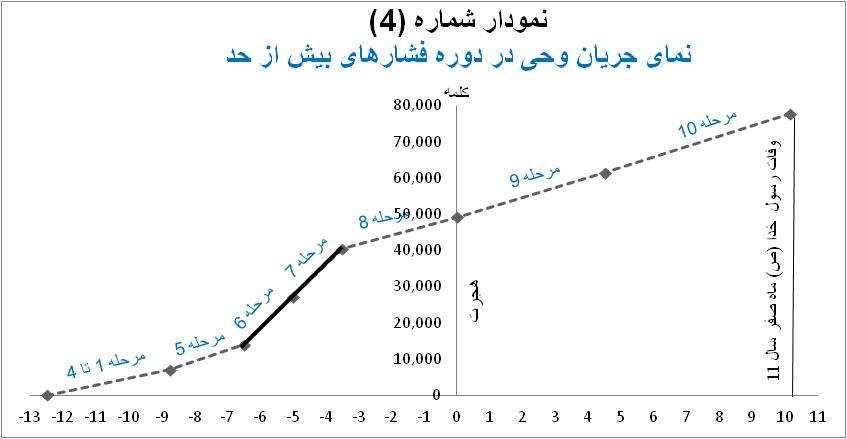 نمودار شماره (4)
نمای جریان وحی در دوره فشارهای بیش از حد
کلمه
80,000
70,000
60,000
50,000
40,000
30,000
20,000
10,000
0
مرحله 1 تا 4
مرحله 5
مرحله 6
مرحله 7
مرحله 8
مرحله 9
مرحله 10
هجرت
وفات رسول خدا (ص) ماه صفر سال 11
-13 -12 -11 -10 -9 -8 -7 -6 -5 -4 -3 -2 -1 0 1 2 3 4 5 6 7 8 9 10 11